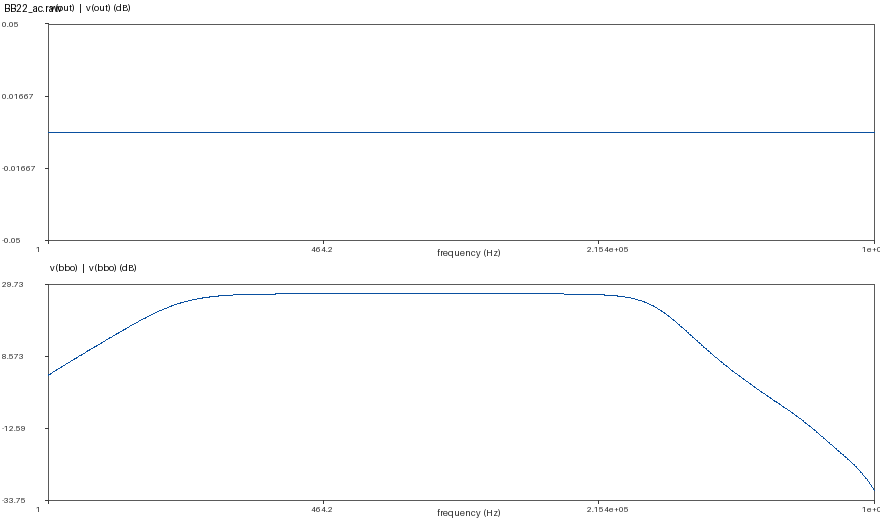 BB22_ac.raw
v(out) | v(out) (dB)
0.05
0.01667
-0.01667
-0.05
1
464.2
2.154e+05
1e+0
frequency (Hz)
v(bbo) | v(bbo) (dB)
29.73
8.573
-12.59
-33.75
1
464.2
2.154e+05
1e+0
frequency (Hz)